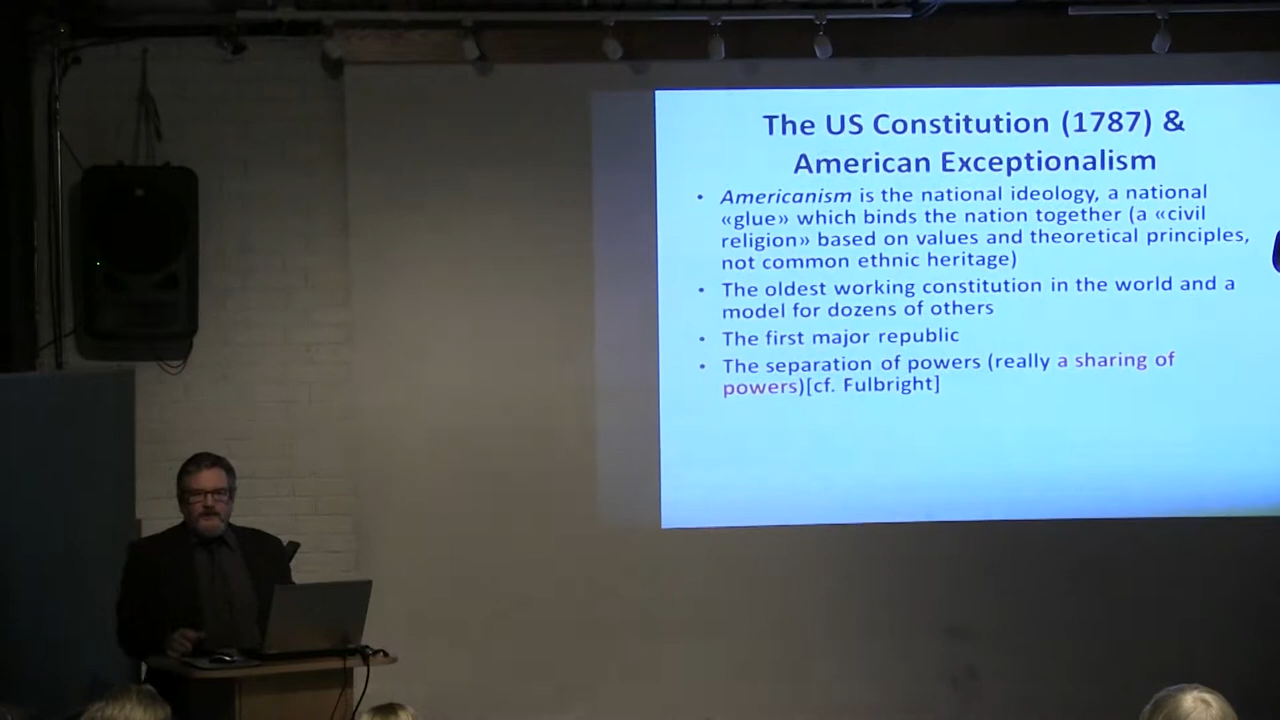 The US Constitution (1787) &
American Exceptionalism
• Americanism is the national ideology, a national
«glue» which binds the nation together (a «civil
religion» based on values and theoretical principles,
not common ethnic heritage)
• The oldest working constitution in the world and a
model for dozens of others
• The first major republic
• The separation of powers (really a sharing of
powers)[cf. Fulbright]